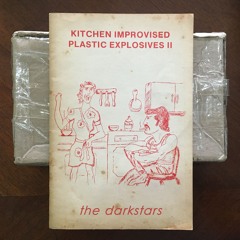 KITCHEN IMPROVISED
PLASTIC EXPLOSIVES II
the darkstars